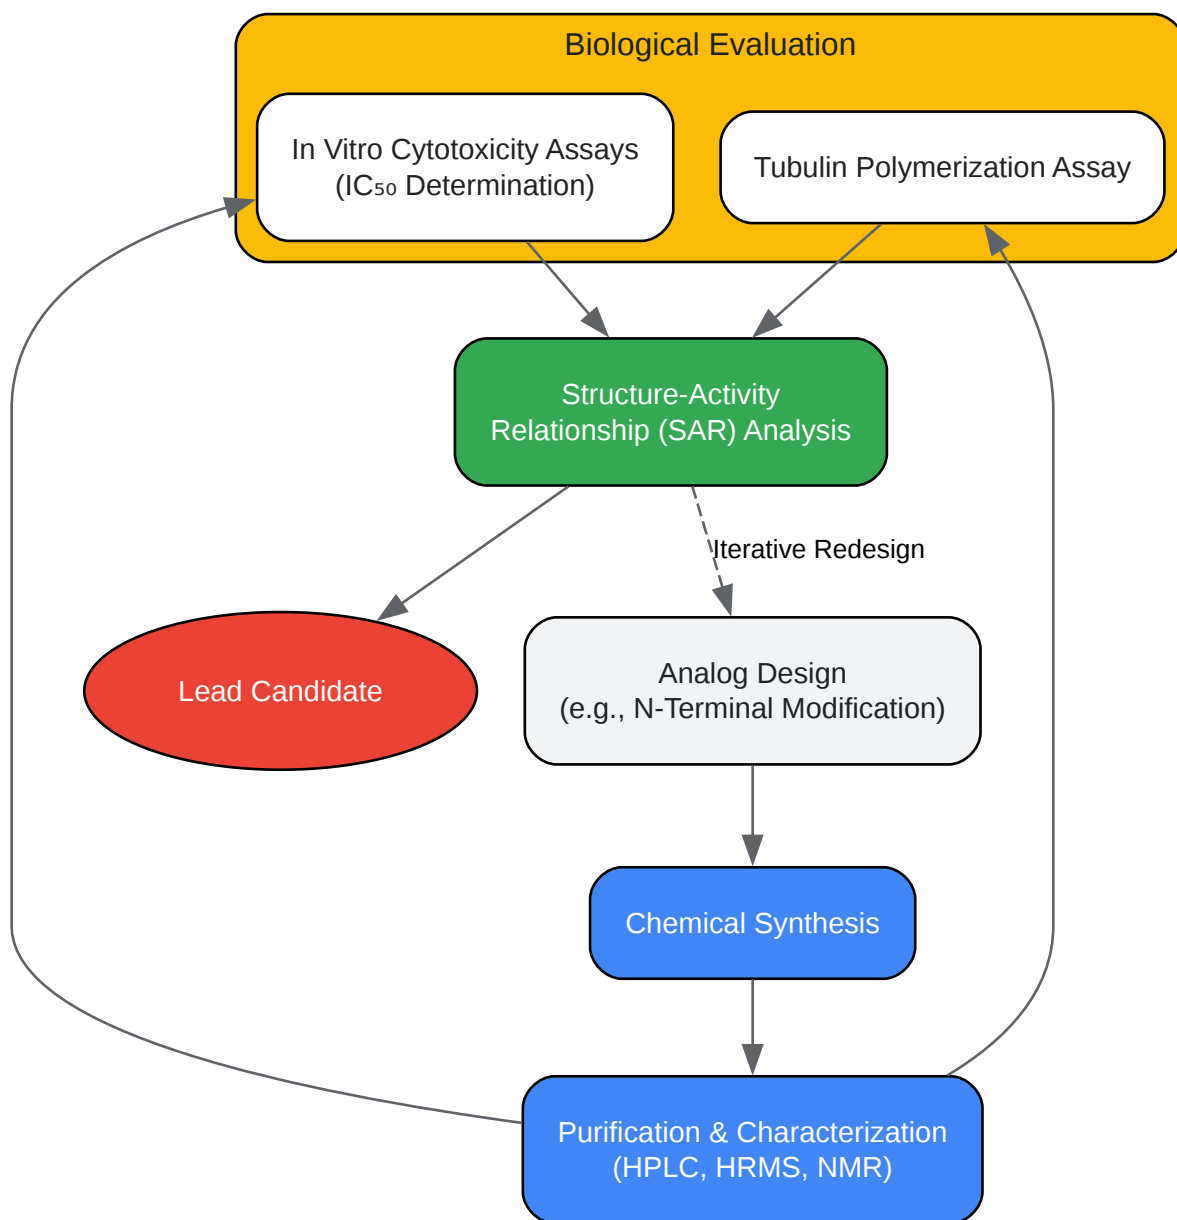 Biological Evaluation
In Vitro Cytotoxicity Assays
(IC₅₀ Determination)
Tubulin Polymerization Assay
Structure-Activity
Relationship (SAR) Analysis
Iterative Redesign
Lead Candidate
Analog Design
(e.g., N-Terminal Modification)
Chemical Synthesis
Purification & Characterization
(HPLC, HRMS, NMR)